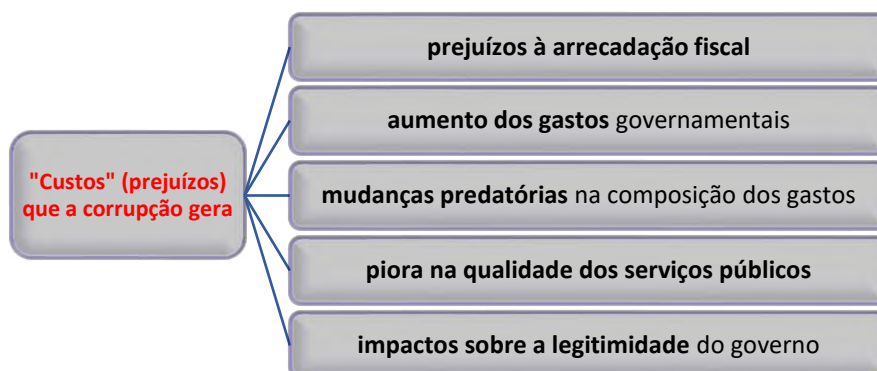 "Custos" (prejuízos)
que a corrupção gera
prejuízos à arrecadação fiscal
aumento dos gastos governamentais
mudanças predatórias na composição dos gastos
piora na qualidade dos serviços públicos
impactos sobre a legitimidade do governo